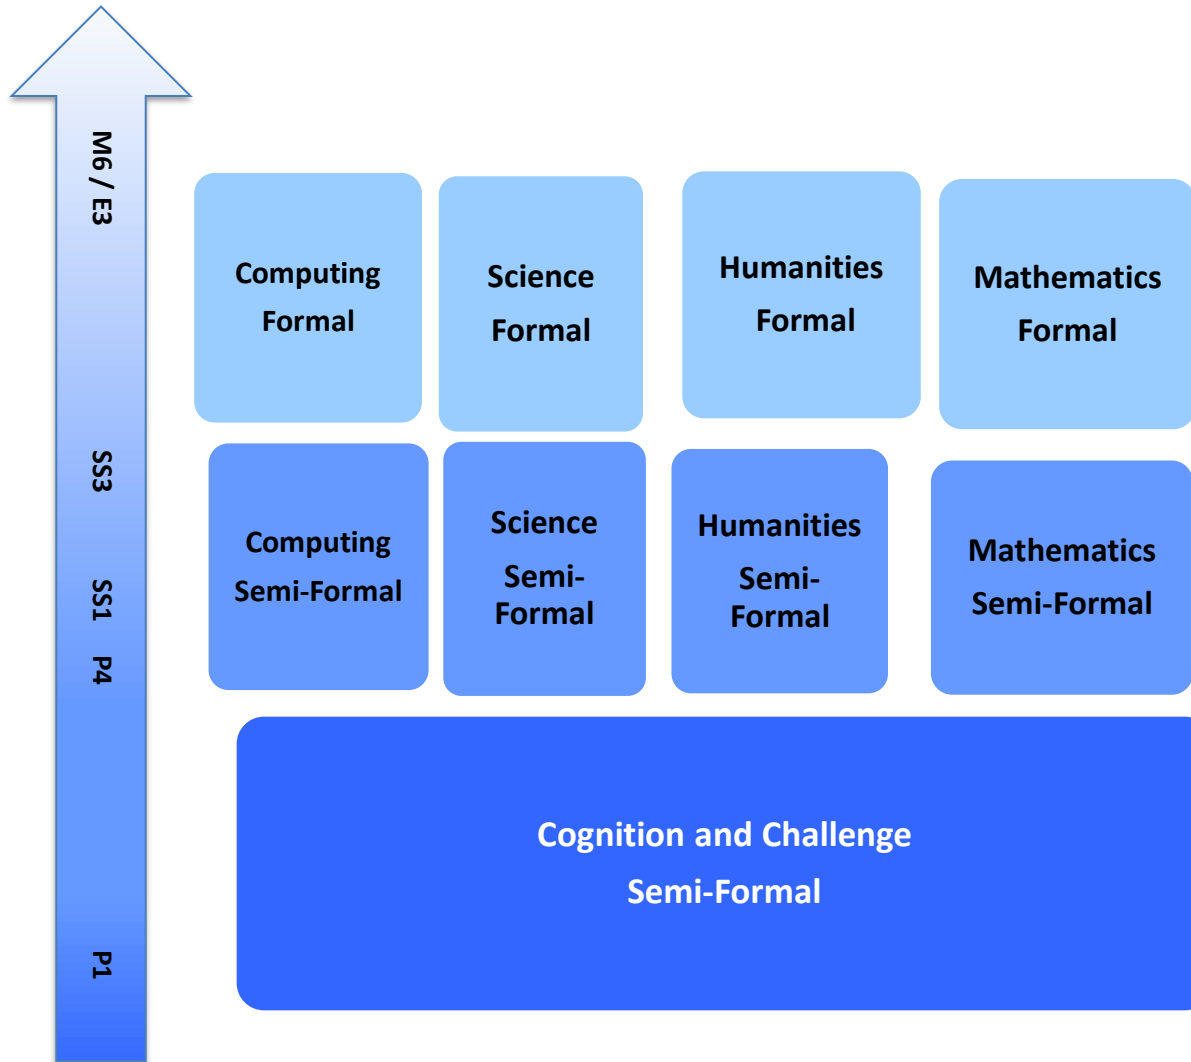 M6 / E3
SS3
SS1
P4
P1
Computing
Formal
Science
Formal
Humanities
Formal
Mathematics
Formal
Computing
Semi-Formal
Science
Semi-
Formal
Humanities
Semi-
Formal
Mathematics
Semi-Formal
Cognition and Challenge
Semi-Formal